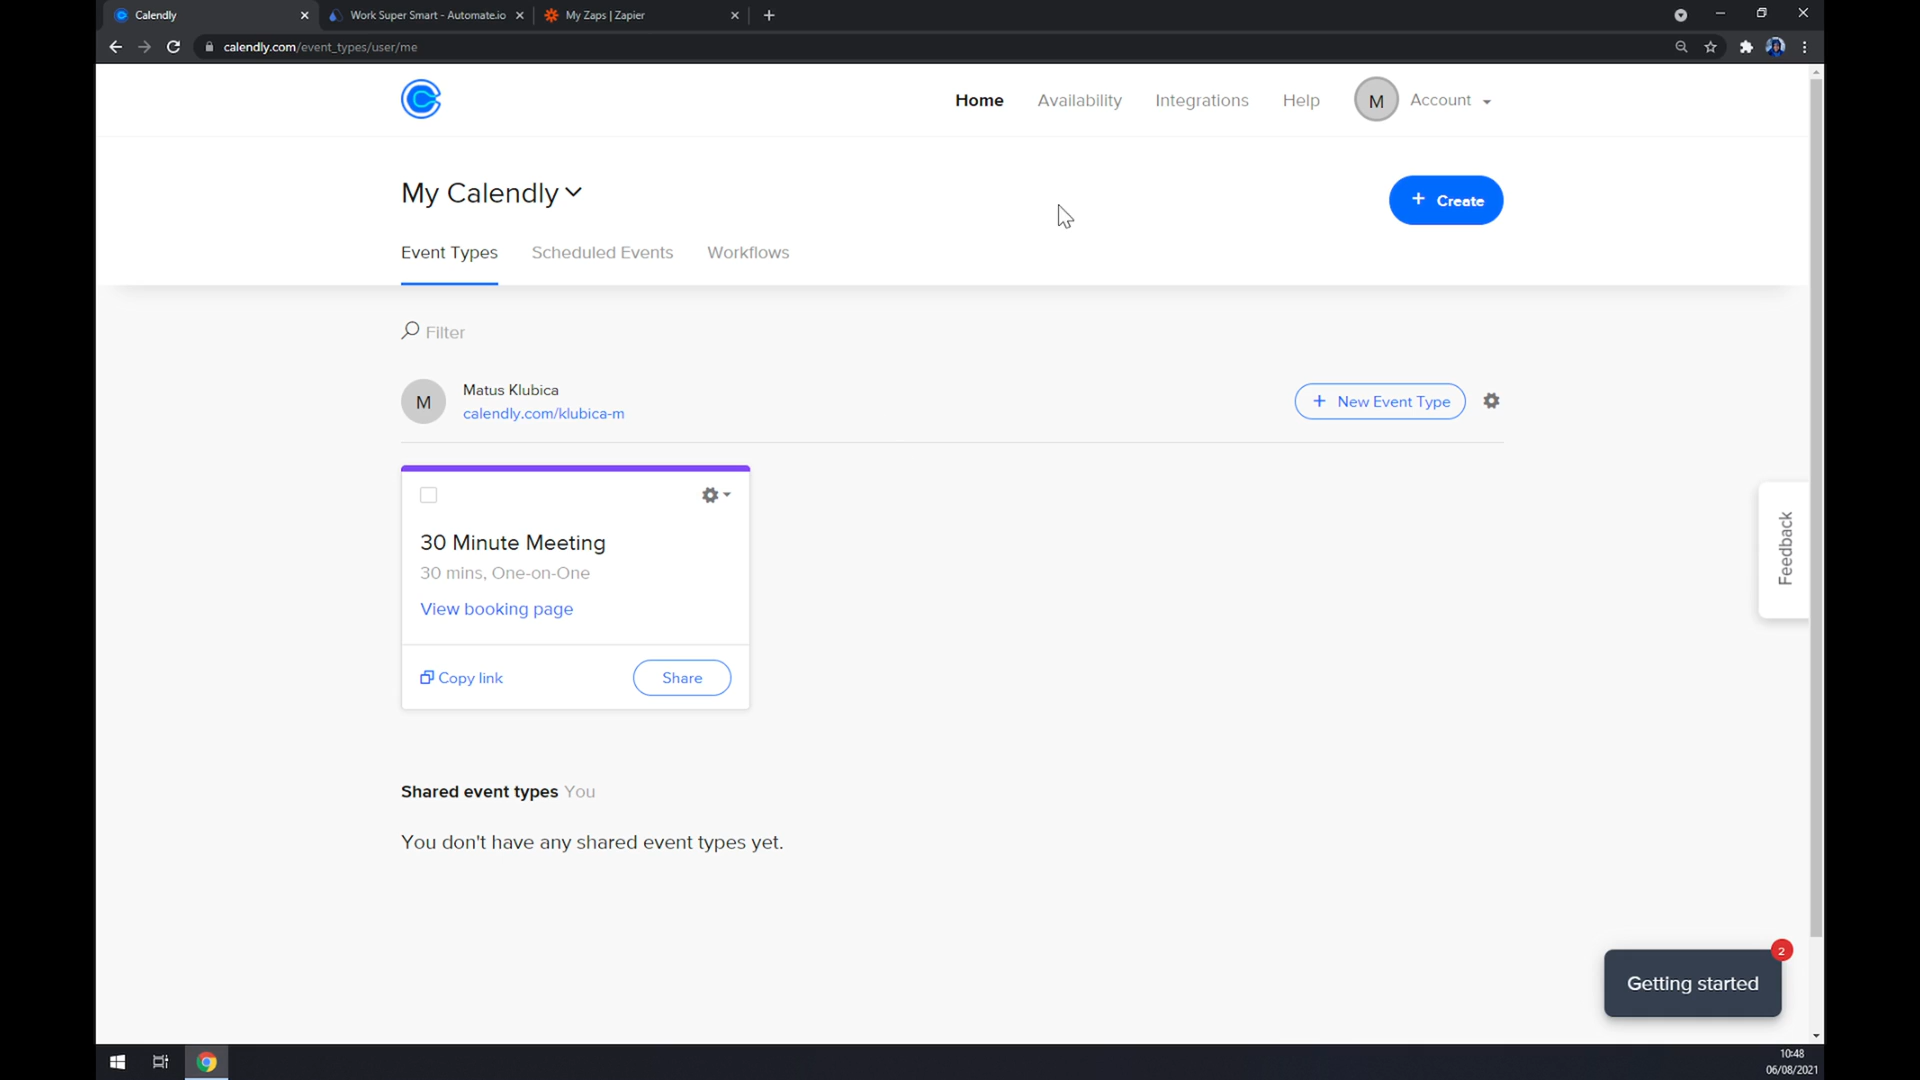 Calendly
Work Super Smart - Automate.io
My Zaps | Zapier
calendly.com/event_types/user/me
Home
Availability
Integrations
Help
M
Account
My Calendly
+ Create
Event Types
Scheduled Events
Workflows
Filter
M
Matus Klubica
calendly.com/klubica-m
+ New Event Type
30 Minute Meeting
30 mins, One-on-One
View booking page
Copy link
Share
Feedback
Shared event types You
You don't have any shared event types yet.
2
Getting started
10:48
06/08/2021